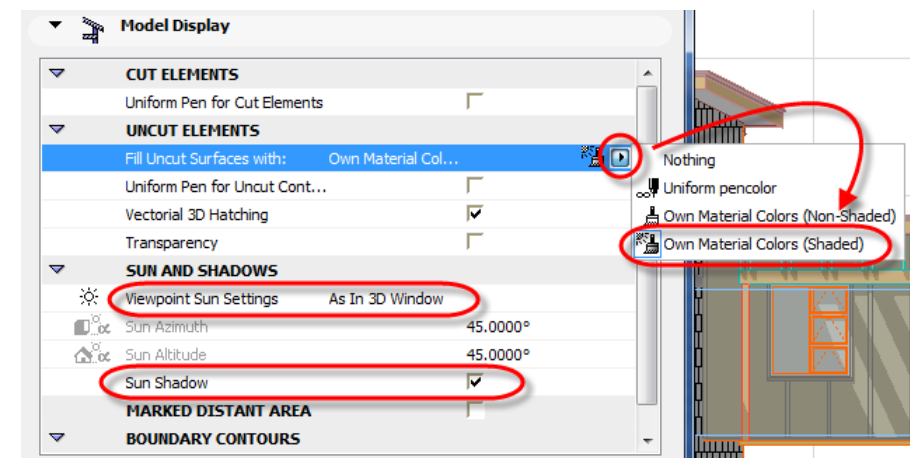 Model Display
CUT ELEMENTS
Uniform Pen for Cut Elements
UNCUT ELEMENTS
Fill Uncut Surfaces with: Own Material Col...
Nothing
Uniform Pen for Uncut Cont...
Uniform pencolor
Vectorial 3D Hatching
Own Material Colors (Non-Shaded)
Transparency
Own Material Colors (Shaded)
SUN AND SHADOWS
Viewpoint Sun Settings As In 3D Window
Sun Azimuth 45.0000°
Sun Altitude 45.0000°
Sun Shadow
MARKED DISTANT AREA
BOUNDARY CONTOURS